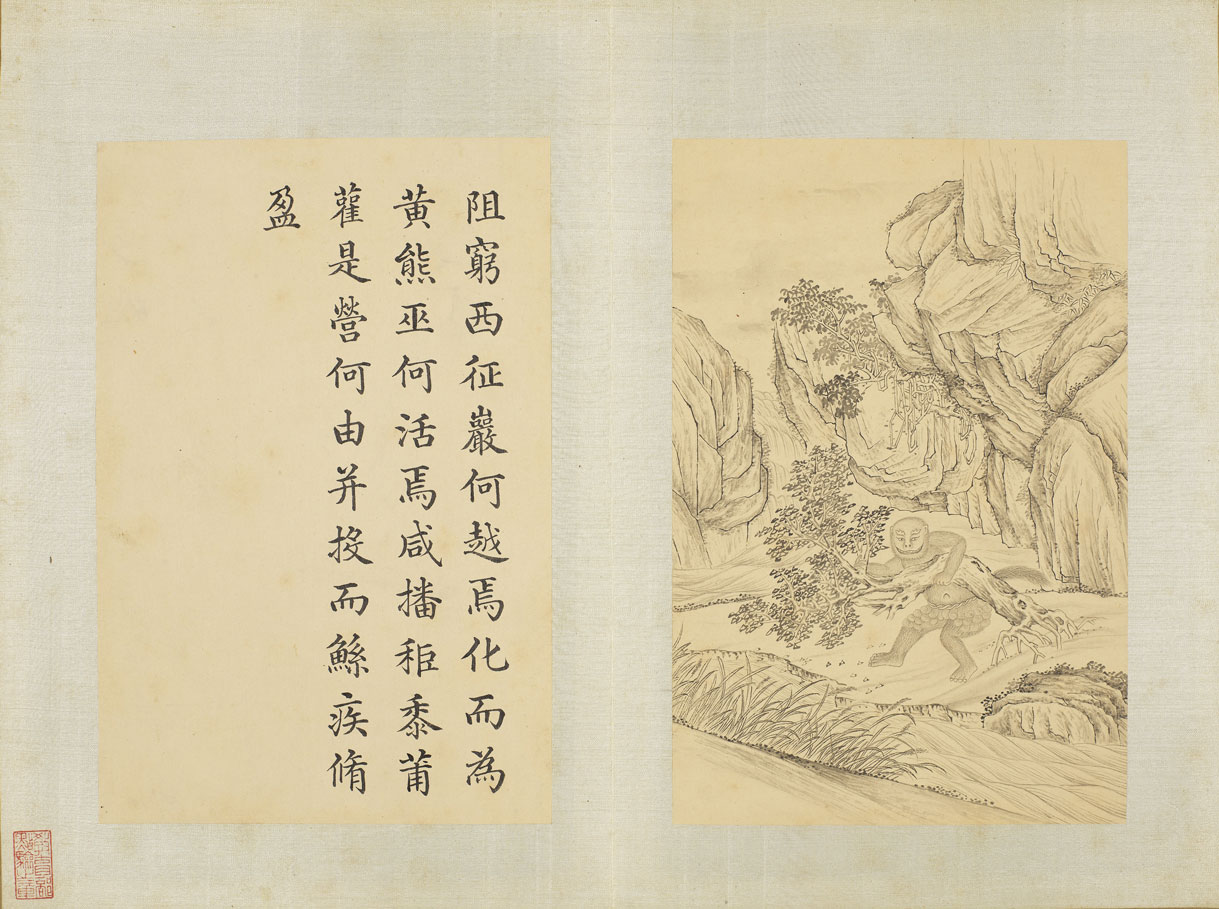 阻窮西征巖何越焉化而為
黃熊巫何活焉咸播秬黍莆
雚是營何由并投而鯀疾脩
盈